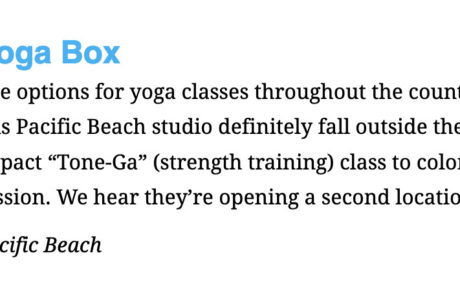 oga Box
e options for yoga classes throughout the count
s Pacific Beach studio definitely fall outside the
pact “Tone-Ga” (strength training) class to color
ssion. We hear they’re opening a second locatio
cific Beach